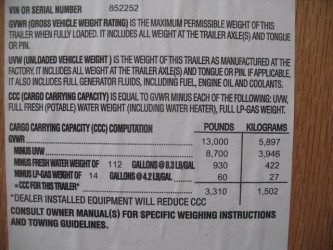 VIN OR SERIAL NUMBER 852252
GVWR (GROSS VEHICLE WEIGHT RATING) IS THE MAXIMUM PERMISSIBLE WEIGHT OF THIS
TRAILER WHEN FULLY LOADED. IT INCLUDES ALL WEIGHT AT THE TRAILER AXLE(S) AND TONGUE
OR PIN.
UVW (UNLOADED VEHICLE WEIGHT ) IS THE WEIGHT OF THIS TRAILER AS MANUFACTURED AT THE
FACTORY. IT INCLUDES ALL WEIGHT AT THE TRAILER AXLE(S) AND TONGUE OR PIN. IF APPLICABLE,
IT ALSO INCLUDES FULL GENERATOR FLUIDS, INCLUDING FUEL, ENGINE OIL AND COOLANTS.
CCC (CARGO CARRYING CAPACITY) IS EQUAL TO GVWR MINUS EACH OF THE FOLLOWING: UVW,
FULL FRESH (POTABLE) WATER WEIGHT (INCLUDING WATER HEATER), FULL LP-GAS WEIGHT.
CARGO CARRYING CAPACITY (CCC) COMPUTATION POUNDS KILOGRAMS
GVWR 13,000 5,897
MINUS UVW 8,700 3,946
MINUS FRESH WATER WEIGHT OF 112 GALLONS @ 8.3 LB/GAL 930 422
MINUS LP-GAS WEIGHT OF 14 GALLONS @ 4.2 LB/GAL 60 27
= CCC FOR THIS TRAILER* 3,310 1,502
*DEALER INSTALLED EQUIPMENT WILL REDUCE CCC
CONSULT OWNER MANUAL(S) FOR SPECIFIC WEIGHING INSTRUCTIONS
AND TOWING GUIDELINES.